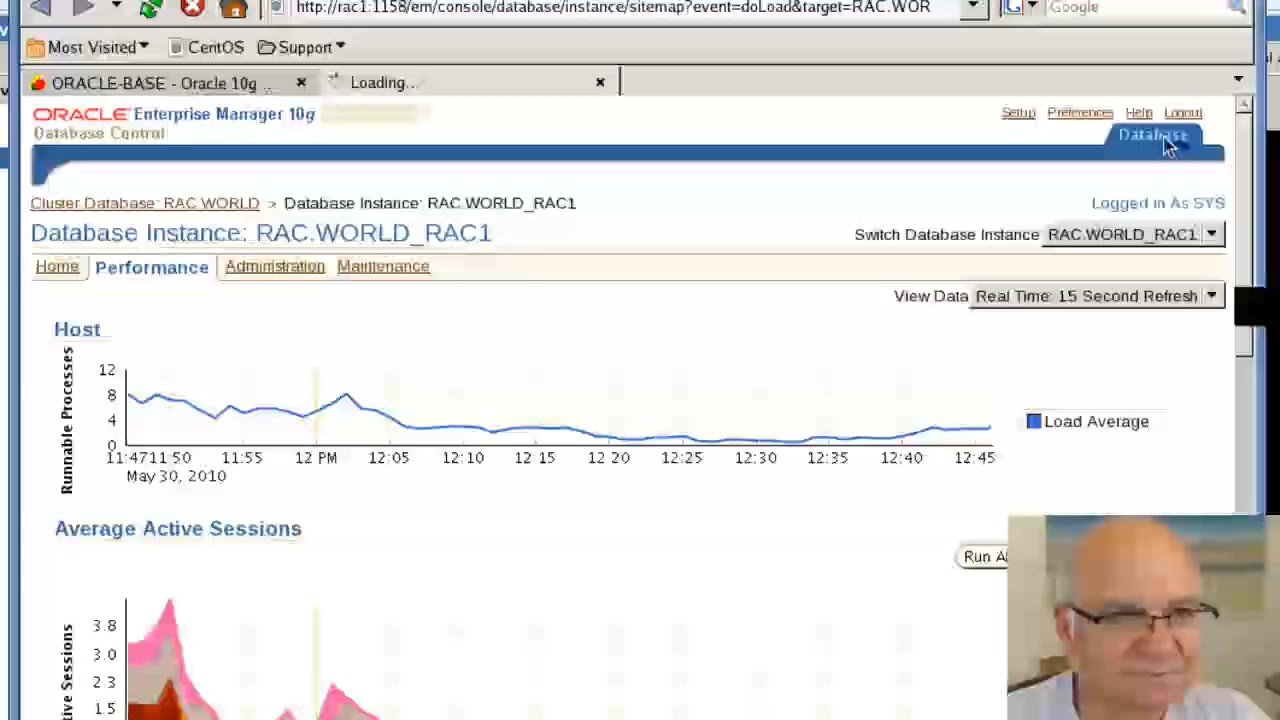 http://rac1:1158/em/console/database/instance/sitemap?event=doLoad&target=RAC.WOR
Google
Most Visited CentOS Support
ORACLE-BASE - Oracle 10g ... Loading...
ORACLE Enterprise Manager 10g
Database Control
Setup Preferences Help Logout
Database
Cluster Database: RAC.WORLD > Database Instance: RAC.WORLD_RAC1
Logged in As SYS
Database Instance: RAC.WORLD_RAC1
Switch Database Instance RAC.WORLD_RAC1
Home Performance Administration Maintenance
View Data Real Time: 15 Second Refresh
Host
Runnable Processes
12
8
4
0
11:47 11:50 11:55 12 PM 12:05 12:10 12:15 12:20 12:25 12:30 12:35 12:40 12:45
May 30, 2010
Load Average
Average Active Sessions
Run A
3.8
3.0
2.3
1.5
tive Sessions